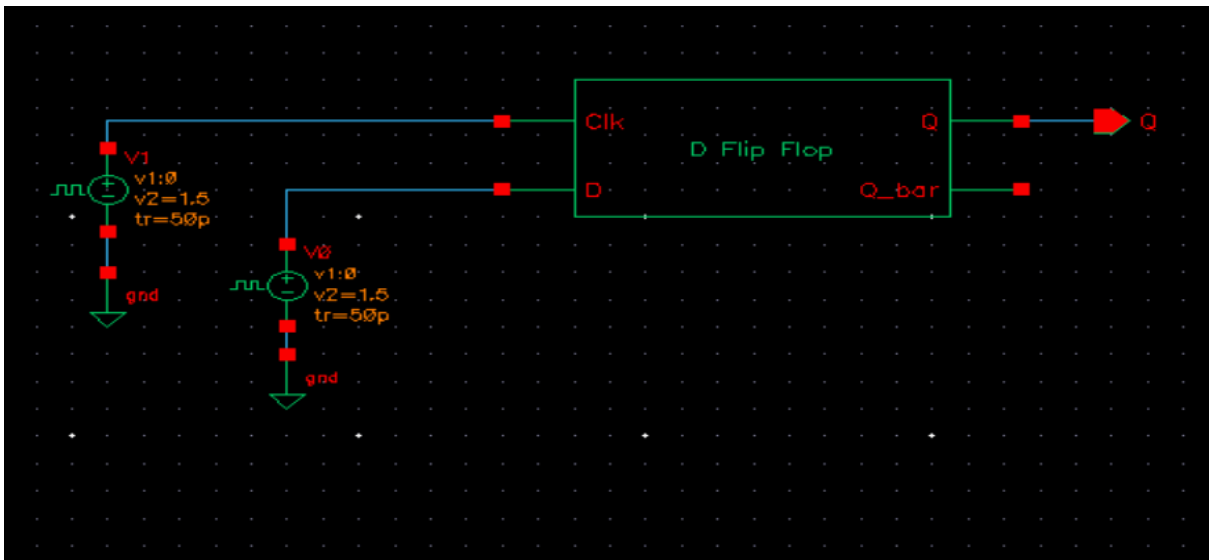 Clk
Q
Q
D Flip Flop
V1
v1:0
v2=1.5
tr=50p
D
Q_bar
V0
v1:0
v2=1.5
tr=50p
gnd
gnd